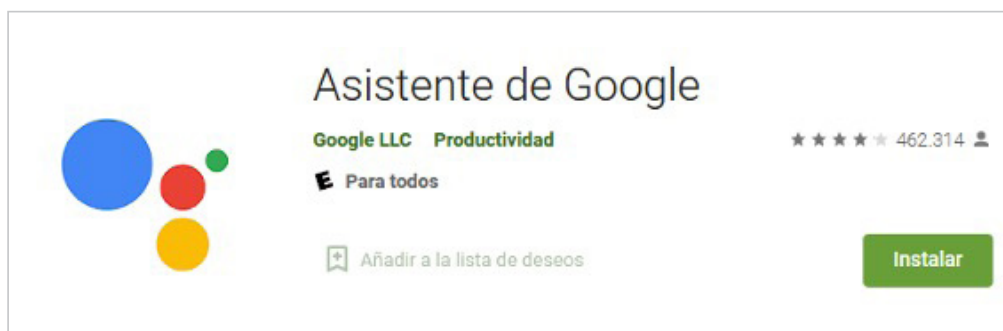 Asistente de Google
Google LLC Productividad
462.314
E Para todos
Añadir a la lista de deseos
Instalar